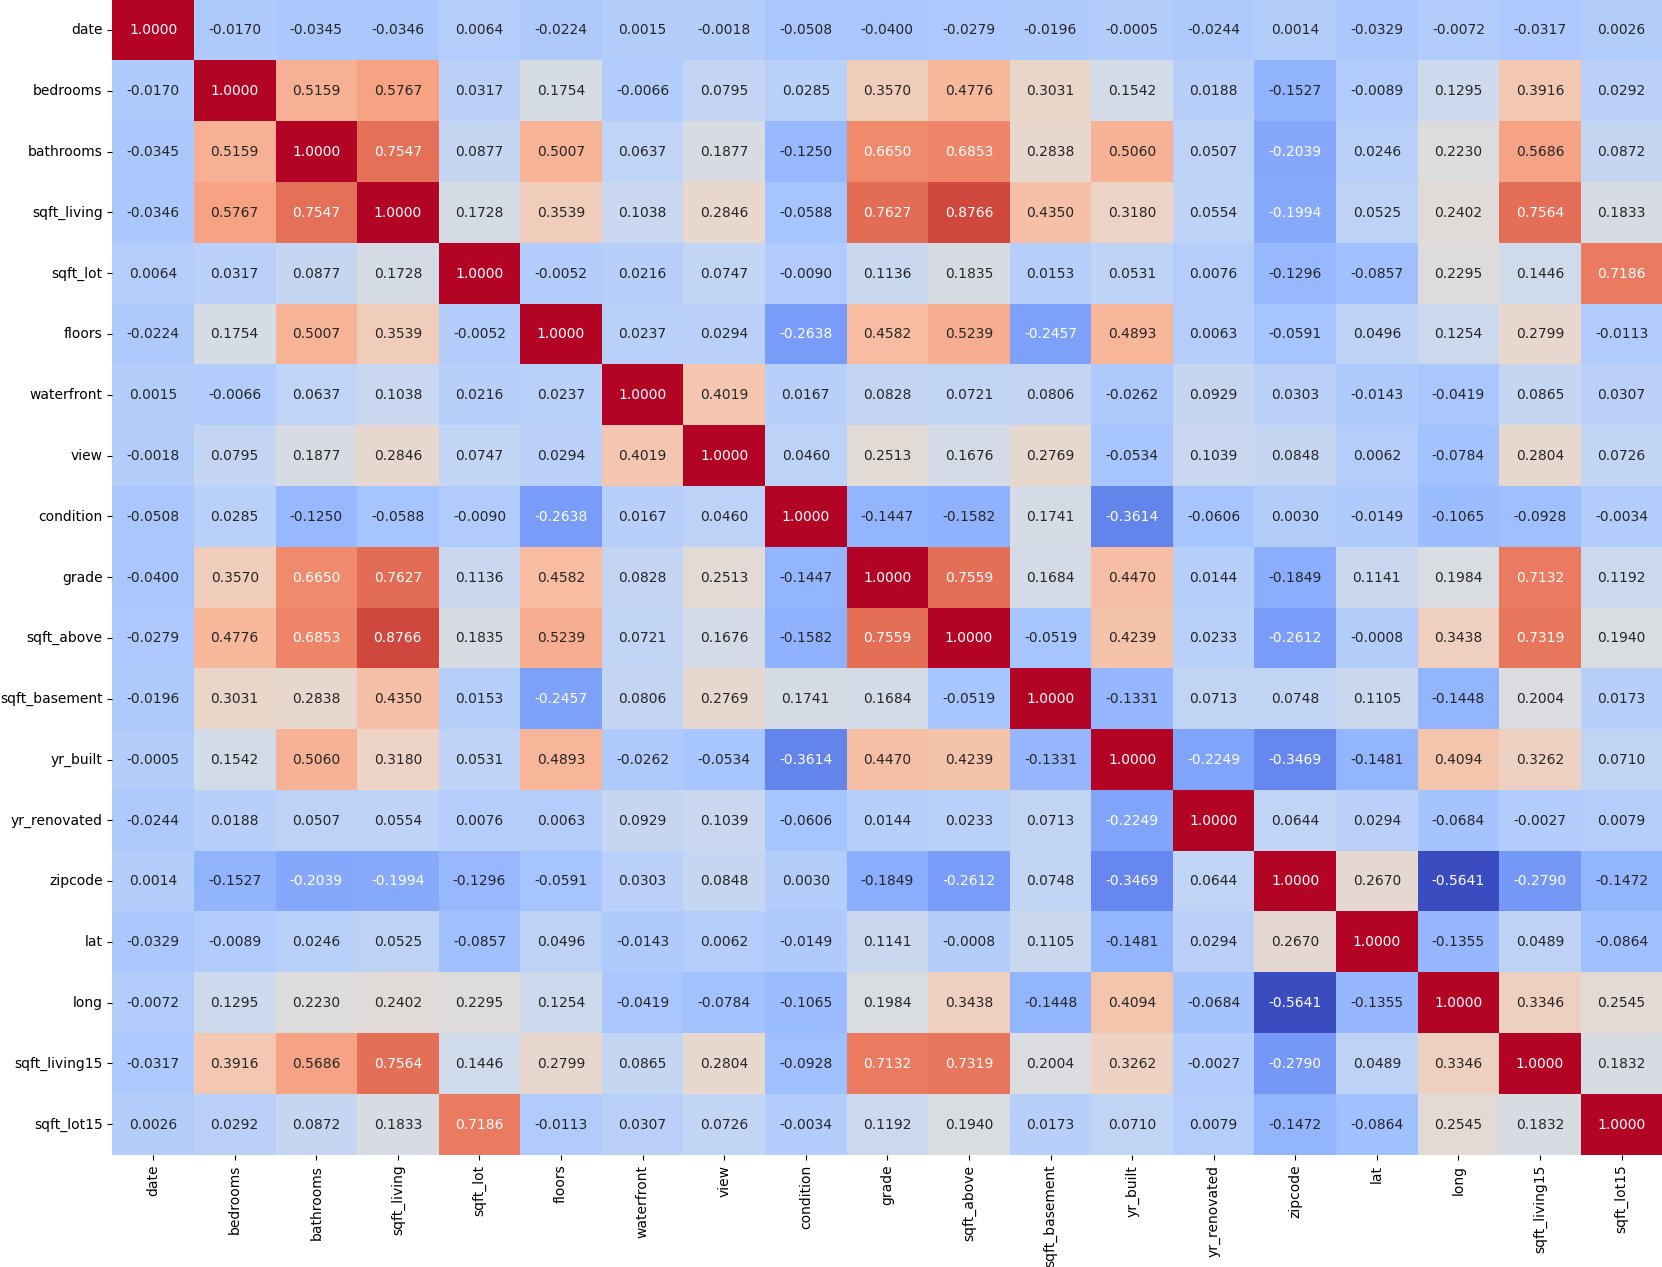 date 1.0000 -0.0170 -0.0345 -0.0346 0.0064 -0.0224 0.0015 -0.0018 -0.0508 -0.0400 -0.0279 -0.0196 -0.0005 -0.0244 0.0014 -0.0329 -0.0072 -0.0317 0.0026
bedrooms -0.0170 1.0000 0.5159 0.5767 0.0317 0.1754 -0.0066 0.0795 0.0285 0.3570 0.4776 0.3031 0.1542 0.0188 -0.1527 -0.0089 0.1295 0.3916 0.0292
bathrooms -0.0345 0.5159 1.0000 0.7547 0.0877 0.5007 0.0637 0.1877 -0.1250 0.6650 0.6853 0.2838 0.5060 0.0507 -0.2039 0.0246 0.2230 0.5686 0.0872
sqft_living -0.0346 0.5767 0.7547 1.0000 0.1728 0.3539 0.1038 0.2846 -0.0588 0.7627 0.8766 0.4350 0.3180 0.0554 -0.1994 0.0525 0.2402 0.7564 0.1833
sqft_lot 0.0064 0.0317 0.0877 0.1728 1.0000 -0.0052 0.0216 0.0747 -0.0090 0.1136 0.1835 0.0153 0.0531 0.0076 -0.1296 -0.0857 0.2295 0.1446 0.7186
floors -0.0224 0.1754 0.5007 0.3539 -0.0052 1.0000 0.0237 0.0294 -0.2638 0.4582 0.5239 -0.2457 0.4893 0.0063 -0.0591 0.0496 0.1254 0.2799 -0.0113
waterfront 0.0015 -0.0066 0.0637 0.1038 0.0216 0.0237 1.0000 0.4019 0.0167 0.0828 0.0721 0.0806 -0.0262 0.0929 0.0303 -0.0143 -0.0419 0.0865 0.0307
view -0.0018 0.0795 0.1877 0.2846 0.0747 0.0294 0.4019 1.0000 0.0460 0.2513 0.1676 0.2769 -0.0534 0.1039 0.0848 0.0062 -0.0784 0.2804 0.0726
condition -0.0508 0.0285 -0.1250 -0.0588 -0.0090 -0.2638 0.0167 0.0460 1.0000 -0.1447 -0.1582 0.1741 -0.3614 -0.0606 0.0030 -0.0149 -0.1065 -0.0928 -0.0034
grade -0.0400 0.3570 0.6650 0.7627 0.1136 0.4582 0.0828 0.2513 -0.1447 1.0000 0.7559 0.1684 0.4470 0.0144 -0.1849 0.1141 0.1984 0.7132 0.1192
sqft_above -0.0279 0.4776 0.6853 0.8766 0.1835 0.5239 0.0721 0.1676 -0.1582 0.7559 1.0000 -0.0519 0.4239 0.0233 -0.2612 -0.0008 0.3438 0.7319 0.1940
sqft_basement -0.0196 0.3031 0.2838 0.4350 0.0153 -0.2457 0.0806 0.2769 0.1741 0.1684 -0.0519 1.0000 -0.1331 0.0713 0.0748 0.1105 -0.1448 0.2004 0.0173
yr_built -0.0005 0.1542 0.5060 0.3180 0.0531 0.4893 -0.0262 -0.0534 -0.3614 0.4470 0.4239 -0.1331 1.0000 -0.2249 -0.3469 -0.1481 0.4094 0.3262 0.0710
yr_renovated -0.0244 0.0188 0.0507 0.0554 0.0076 0.0063 0.0929 0.1039 -0.0606 0.0144 0.0233 0.0713 -0.2249 1.0000 0.0644 0.0294 -0.0684 -0.0027 0.0079
zipcode 0.0014 -0.1527 -0.2039 -0.1994 -0.1296 -0.0591 0.0303 0.0848 0.0030 -0.1849 -0.2612 0.0748 -0.3469 0.0644 1.0000 0.2670 -0.5641 -0.2790 -0.1472
lat -0.0329 -0.0089 0.0246 0.0525 -0.0857 0.0496 -0.0143 0.0062 -0.0149 0.1141 -0.0008 0.1105 -0.1481 0.0294 0.2670 1.0000 -0.1355 0.0489 -0.0864
long -0.0072 0.1295 0.2230 0.2402 0.2295 0.1254 -0.0419 -0.0784 -0.1065 0.1984 0.3438 -0.1448 0.4094 -0.0684 -0.5641 -0.1355 1.0000 0.3346 0.2545
sqft_living15 -0.0317 0.3916 0.5686 0.7564 0.1446 0.2799 0.0865 0.2804 -0.0928 0.7132 0.7319 0.2004 0.3262 -0.0027 -0.2790 0.0489 0.3346 1.0000 0.1832
sqft_lot15 0.0026 0.0292 0.0872 0.1833 0.7186 -0.0113 0.0307 0.0726 -0.0034 0.1192 0.1940 0.0173 0.0710 0.0079 -0.1472 -0.0864 0.2545 0.1832 1.0000
date bedrooms bathrooms sqft_living sqft_lot floors waterfront view condition grade sqft_above sqft_basement yr_built yr_renovated zipcode lat long sqft_living15 sqft_lot15